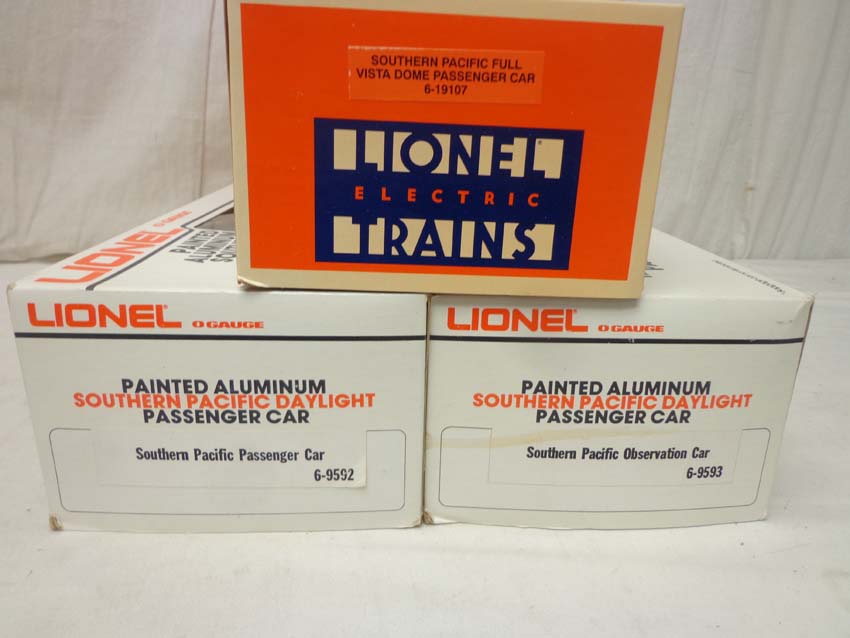 SOUTHERN PACIFIC FULL
VISTA DOME PASSENGER CAR
6-19107
LIONEL
ELECTRIC
TRAINS
LIONEL
PAINTED
LIONEL O GAUGE
PAINTED ALUMINUM
SOUTHERN PACIFIC DAYLIGHT
PASSENGER CAR
Southern Pacific Passenger Car
6-9592
LIONEL O GAUGE
PAINTED ALUMINUM
SOUTHERN PACIFIC DAYLIGHT
PASSENGER CAR
Southern Pacific Observation Car
6-9593